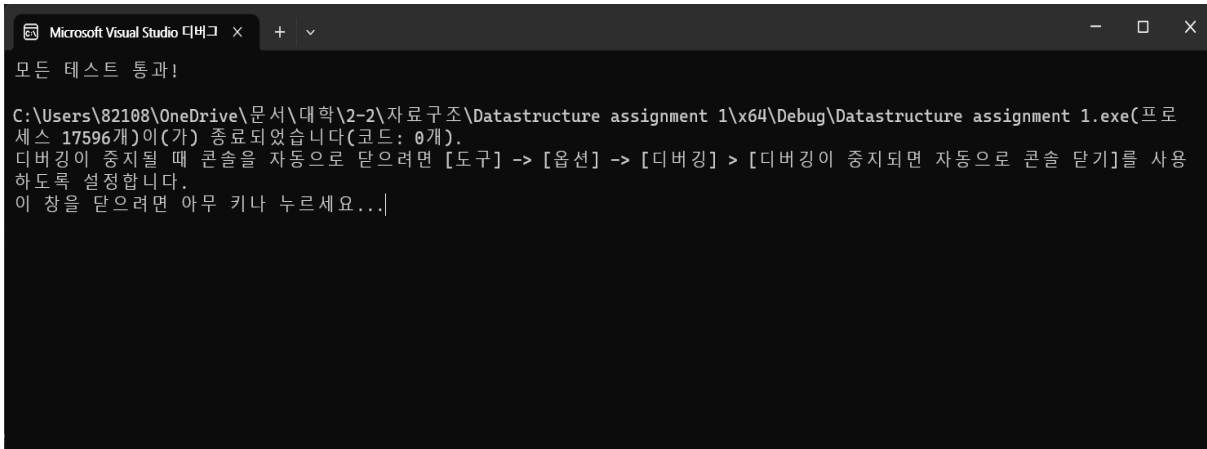 Microsoft Visual Studio 디버그
모든 테스트 통과!
C:\Users\82108\OneDrive\문서\대학\2-2\자료구조\Datastructure assignment 1\x64\Debug\Datastructure assignment 1.exe(프로
세스 17596개)이(가) 종료되었습니다(코드: 0개).
디버깅이 중지될 때 콘솔을 자동으로 닫으려면 [도구] -> [옵션] -> [디버깅] > [디버깅이 중지되면 자동으로 콘솔 닫기]를 사용
하도록 설정합니다.
이 창을 닫으려면 아무 키나 누르세요...